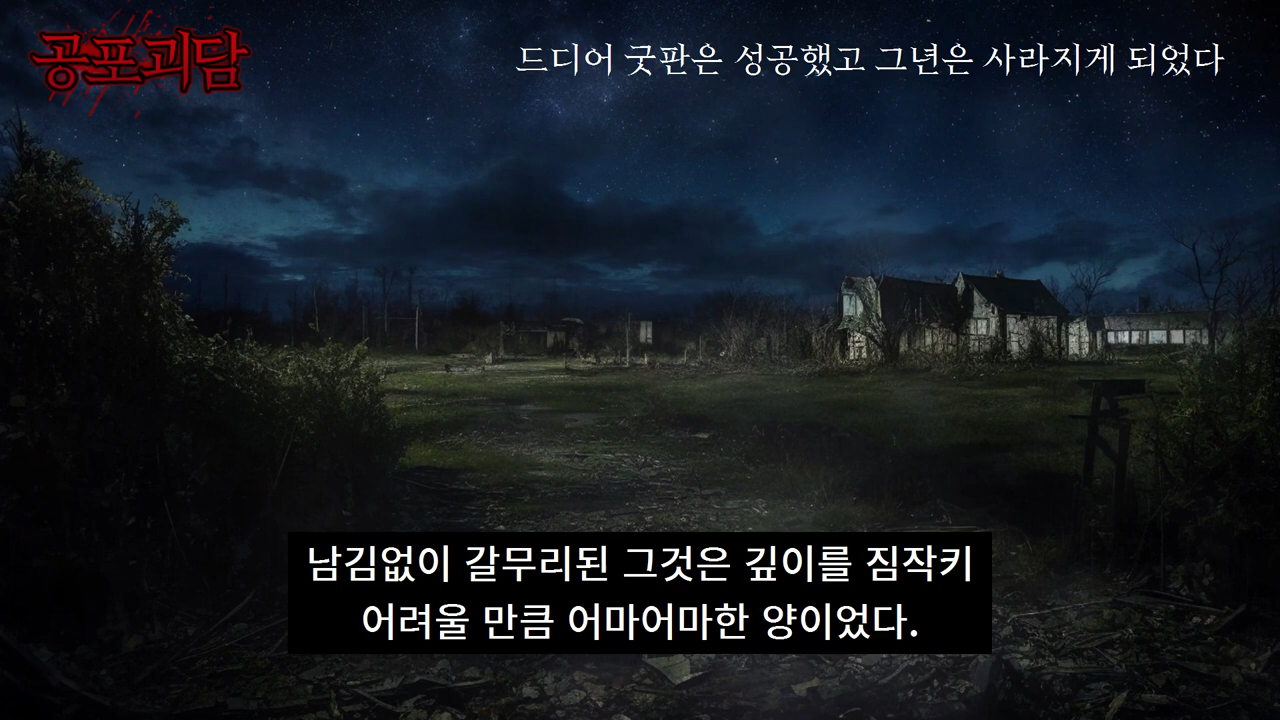 공포괴담
드디어 굿판은 성공했고 그년은 사라지게 되었다
남김없이 갈무리된 그것은 깊이를 짐작키
어려울 만큼 어마어마한 양이었다.